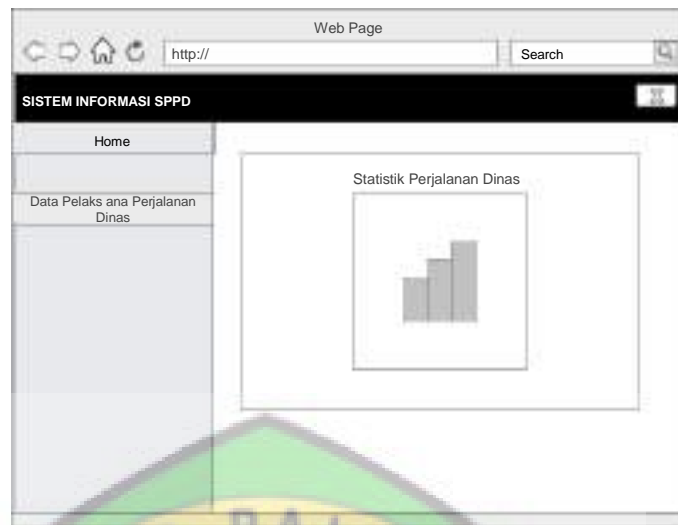 Web Page
http://
Search
SISTEM INFORMASI SPPD
Home
Statistik Perjalanan Dinas
Data Pelaks ana Perjalanan
Dinas